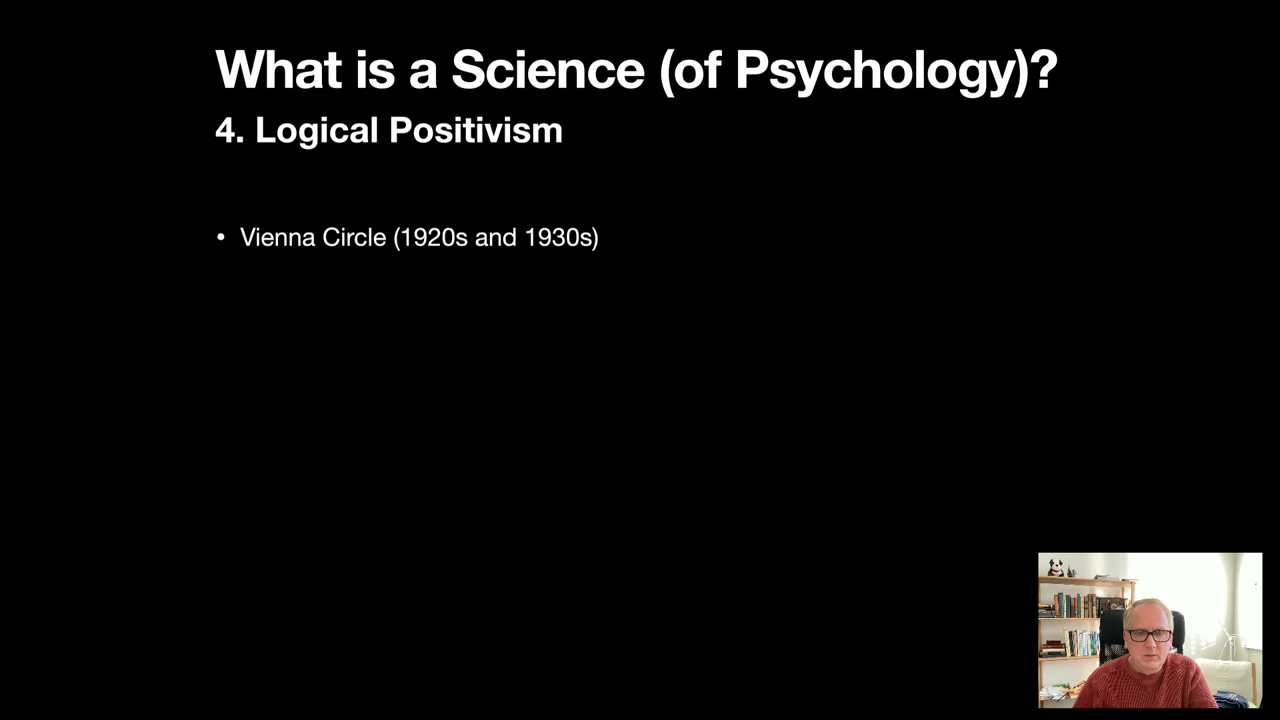 What is a Science (of Psychology)?
4. Logical Positivism
• Vienna Circle (1920s and 1930s)